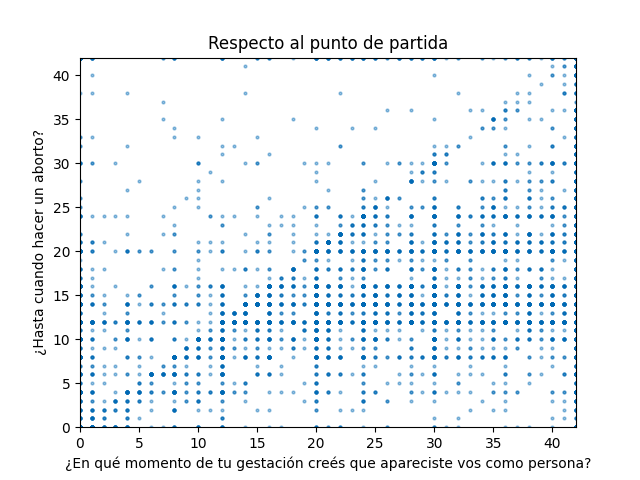 Respecto al punto de partida
¿Hasta cuando hacer un aborto?
40
35
30
25
20
15
10
5
0
0 5 10 15 20 25 30 35 40
¿En qué momento de tu gestación creés que apareciste vos como persona?